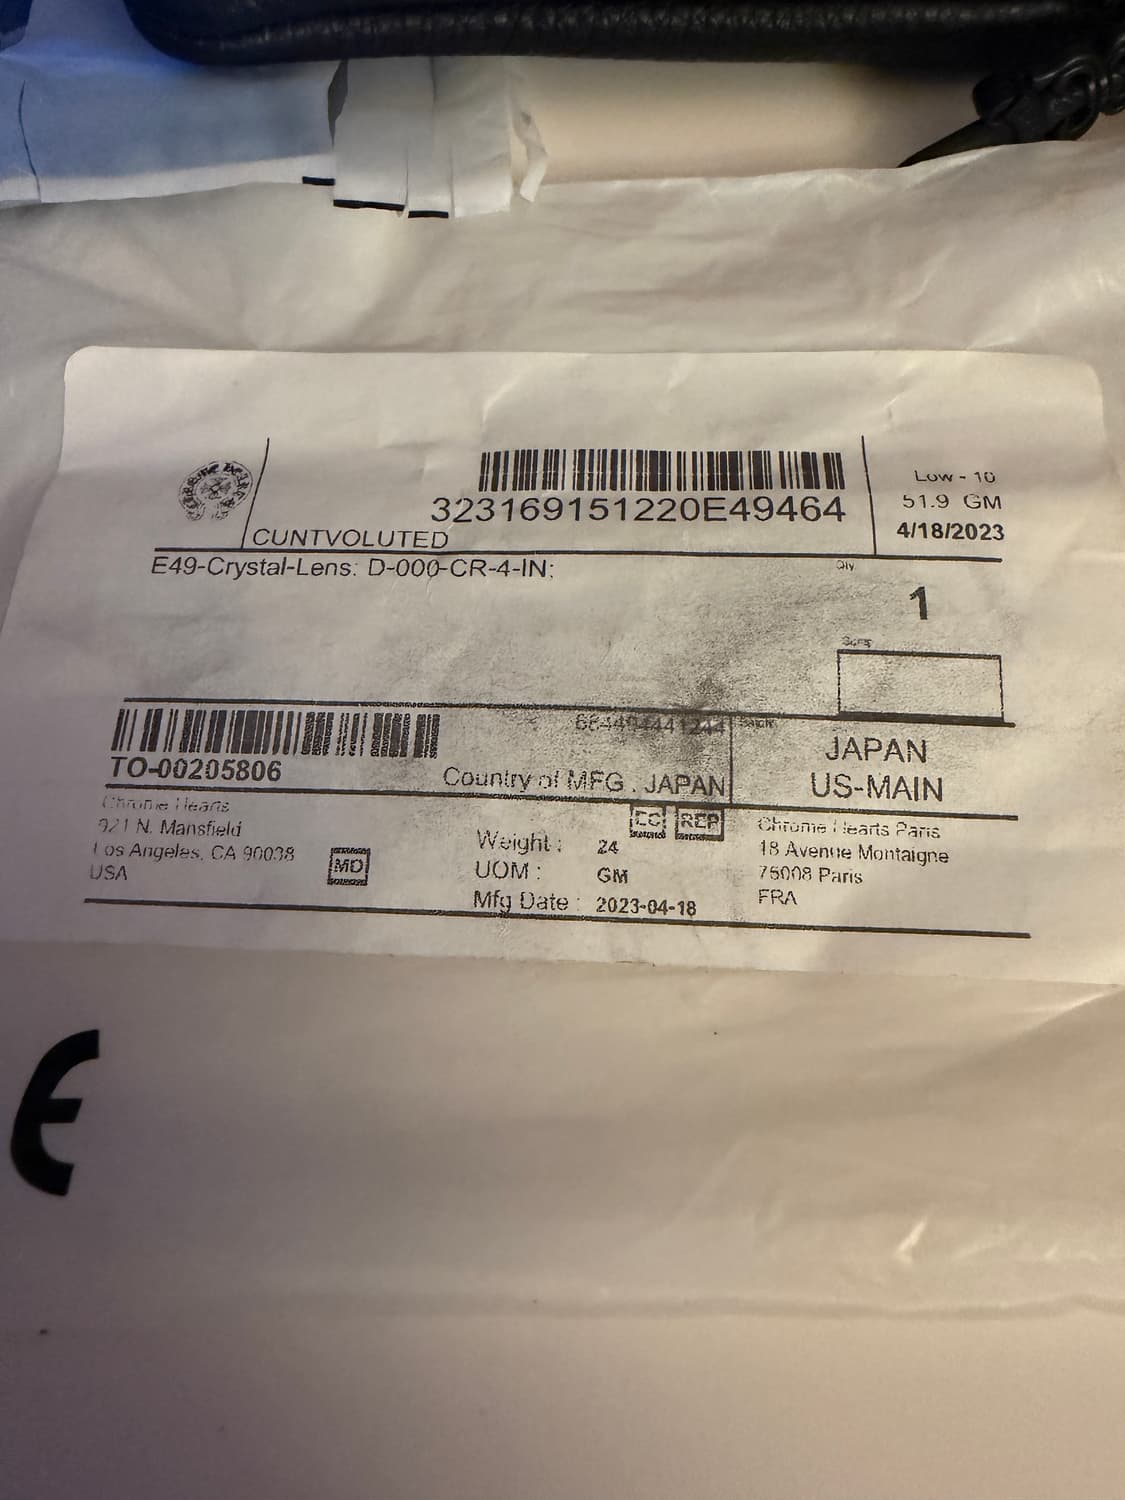 CHROME HEARTS
323169151220E49464
CUNTVOLUTED
Low - 10
51.9 GM
4/18/2023
E49-Crystal-Lens: D-000-CR-4-IN:
Qty
1
TO-00205806
Country of MFG . JAPAN
JAPAN
US-MAIN
Chrome Hearts
921 N. Mansfield
Los Angeles, CA 90038
USA
MD
EC REP
Weight : 24
UOM : GM
Mfg Date : 2023-04-18
Chrome Hearts Paris
18 Avenue Montaigne
75008 Paris
FRA
CE